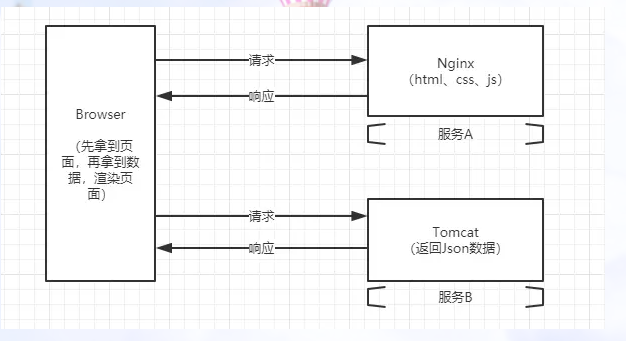 Browser
（先拿到页
面，再拿到数
据，渲染页
面）
请求
响应
Nginx
（html、css、js）
服务A
请求
响应
Tomcat
（返回Json数据）
服务B